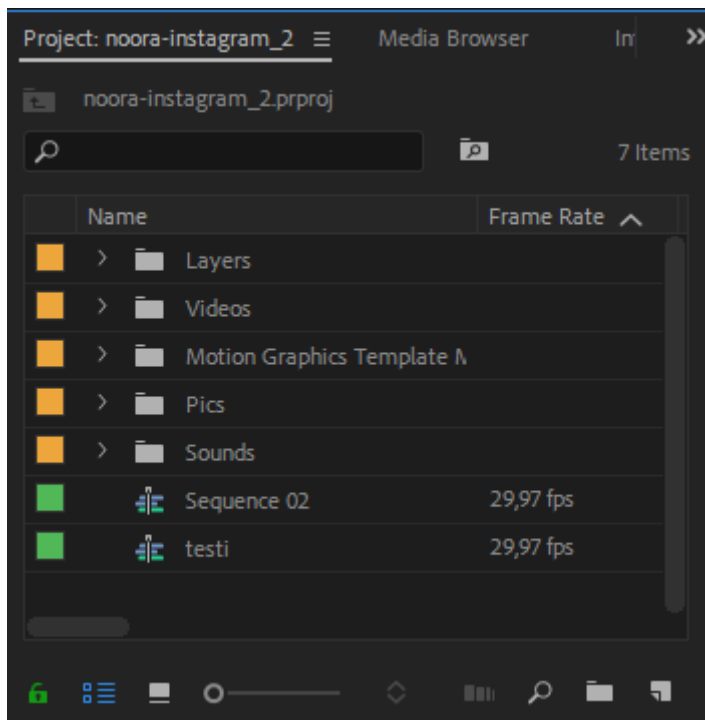 Project: noora-instagram_2 Media Browser
noora-instagram_2.prproj
7 Items
Name Frame Rate
Layers
Videos
Motion Graphics Template
Pics
Sounds
Sequence 02 29,97 fps
testi 29,97 fps